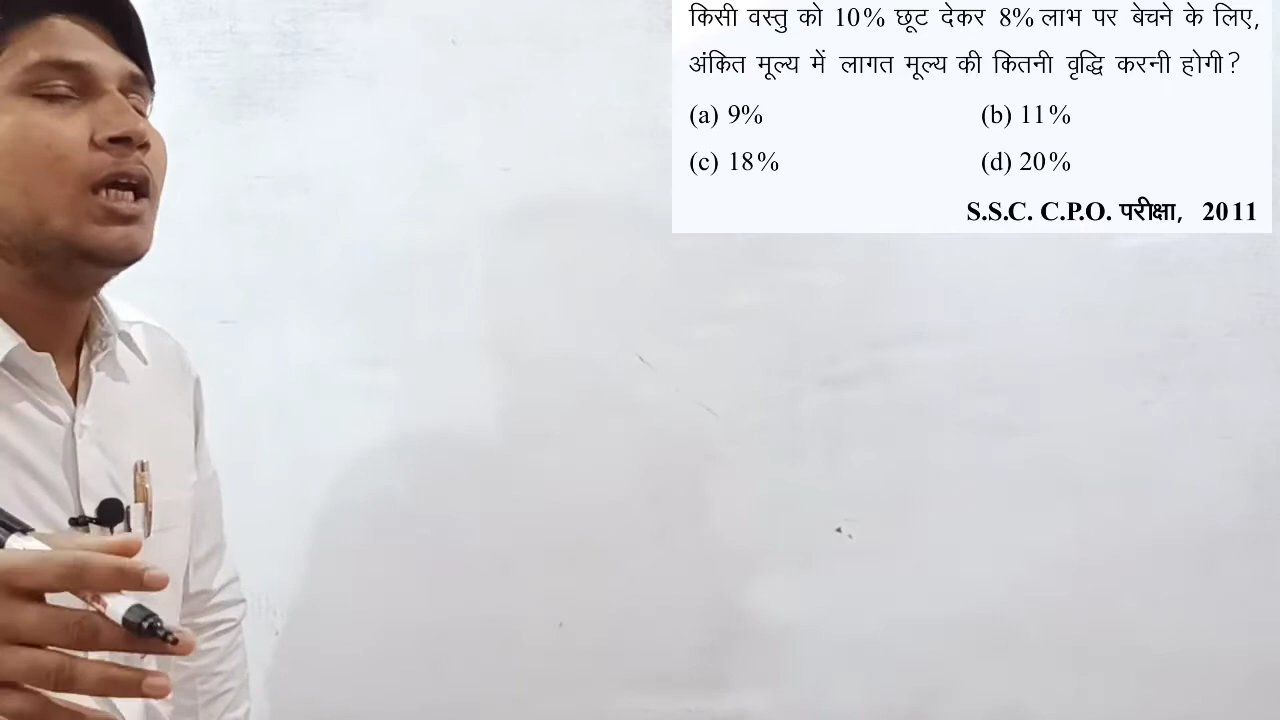 किसी वस्तु को 10% छूट देकर 8% लाभ पर बेचने के लिए,
अंकित मूल्य में लागत मूल्य की कितनी वृद्धि करनी होगी?
(a) 9% (b) 11%
(c) 18% (d) 20%
S.S.C. C.P.O. परीक्षा, 2011